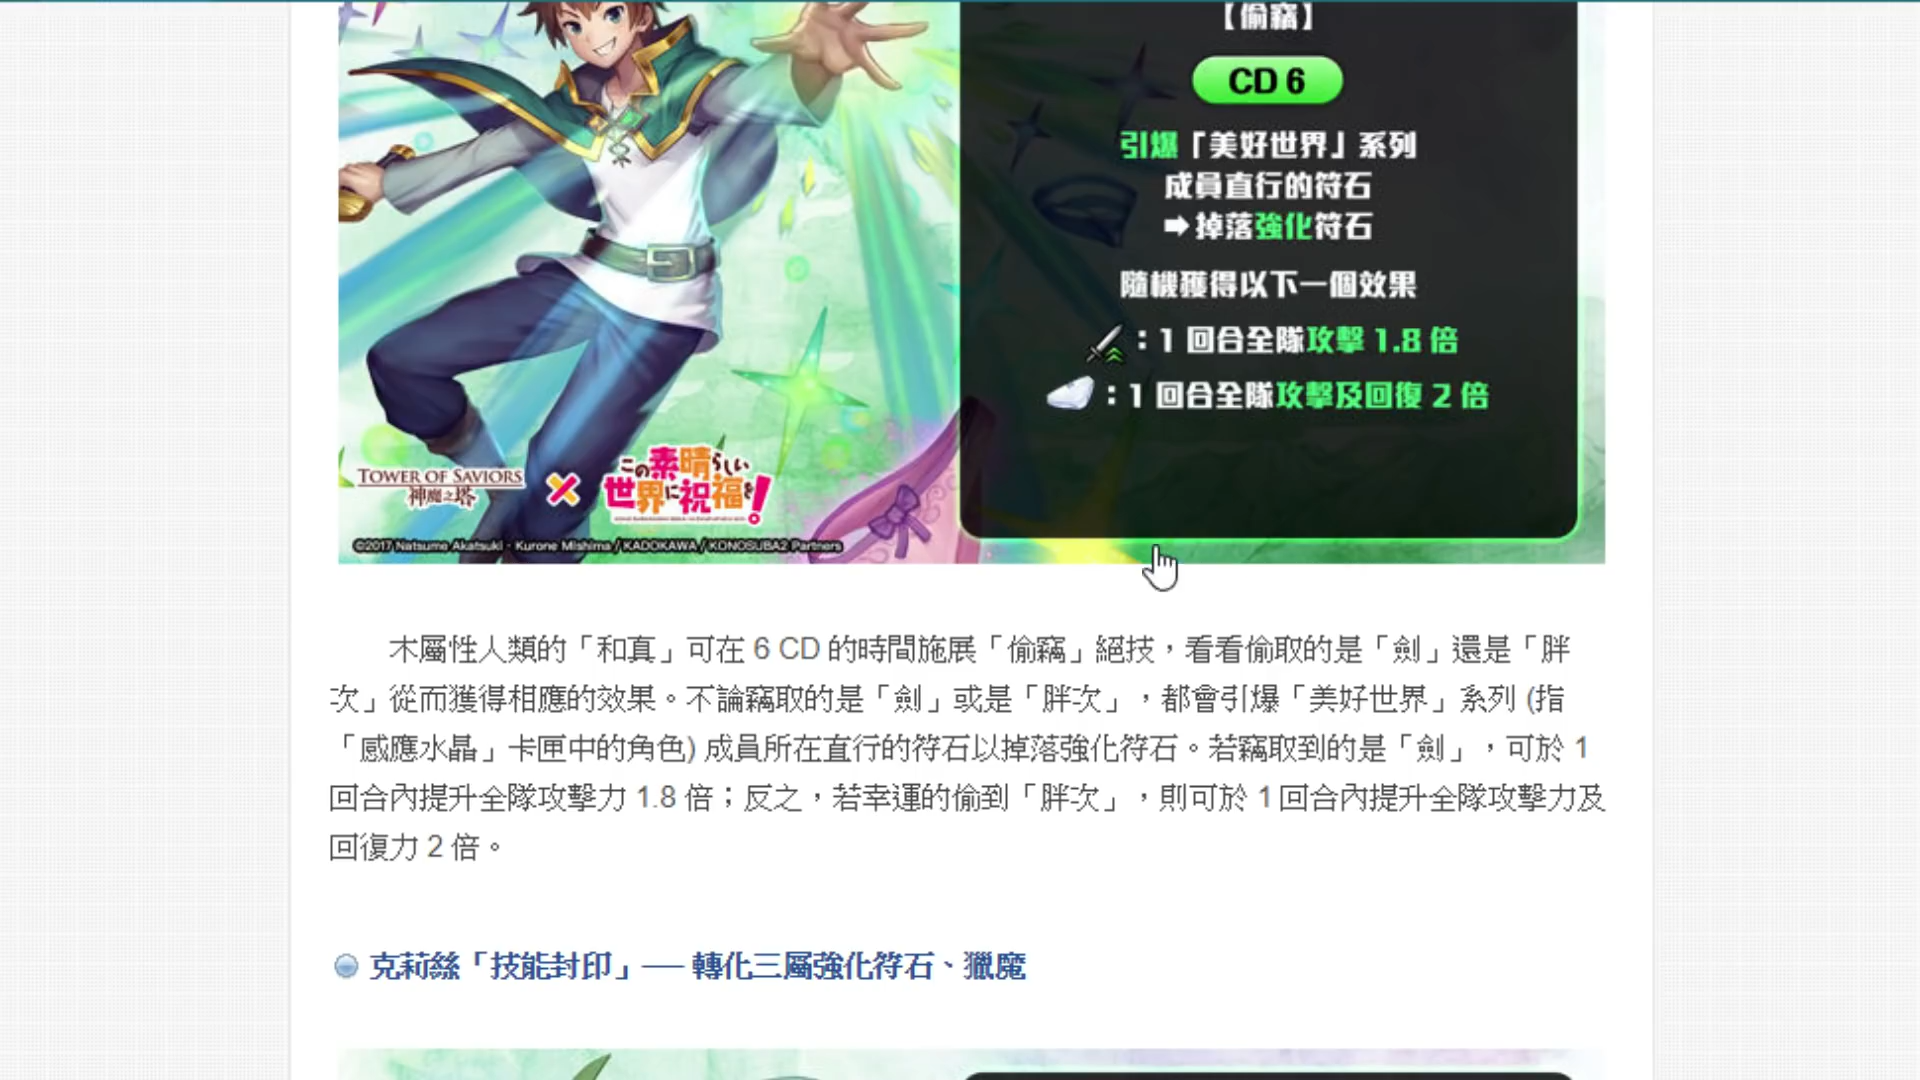 【偷竊】
CD 6
引爆「美好世界」系列
成員直行的符石
➡掉落強化符石
隨機獲得以下一個效果
：1 回合全隊攻擊 1.8 倍
：1 回合全隊攻擊及回復 2 倍
TOWER OF SAVIORS
神魔之塔
この素晴らしい
世界に祝福を!
©2017 Natsume Akatsuki・Kurone Mishima / KADOKAWA / KONOSUBA2 Partners
木屬性人類的「和真」可在 6 CD 的時間施展「偷竊」絕技，看看偷取的是「劍」還是「胖
次」從而獲得相應的效果。不論竊取的是「劍」或是「胖次」，都會引爆「美好世界」系列 (指
「感應水晶」卡匣中的角色) 成員所在直行的符石以掉落強化符石。若竊取到的是「劍」，可於 1
回合內提升全隊攻擊力 1.8 倍；反之，若幸運的偷到「胖次」，則可於 1 回合內提升全隊攻擊力及
回復力 2 倍。
克莉絲「技能封印」── 轉化三屬強化符石、獵魔